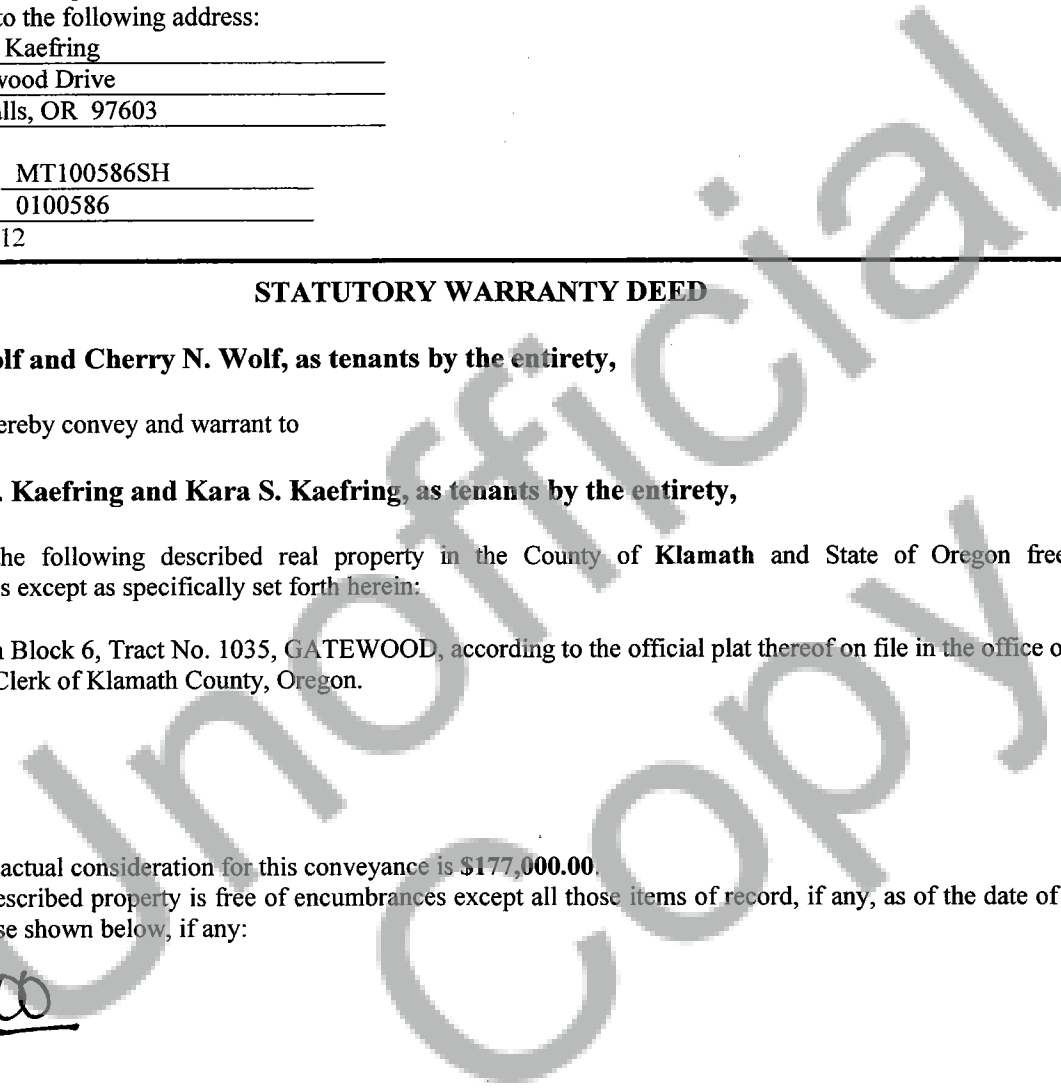 to the following address:
Kaefring
wood Drive
alls, OR 97603
MT100586SH
0100586
12
STATUTORY WARRANTY DEED
olf and Cherry N. Wolf, as tenants by the entirety,
ereby convey and warrant to
. Kaefring and Kara S. Kaefring, as tenants by the entirety,
he following described real property in the County of Klamath and State of Oregon free
s except as specifically set forth herein:
n Block 6, Tract No. 1035, GATEWOOD, according to the official plat thereof on file in the office o
Clerk of Klamath County, Oregon.
actual consideration for this conveyance is $177,000.00.
escribed property is free of encumbrances except all those items of record, if any, as of the date of
se shown below, if any:
Unofficial
Copy